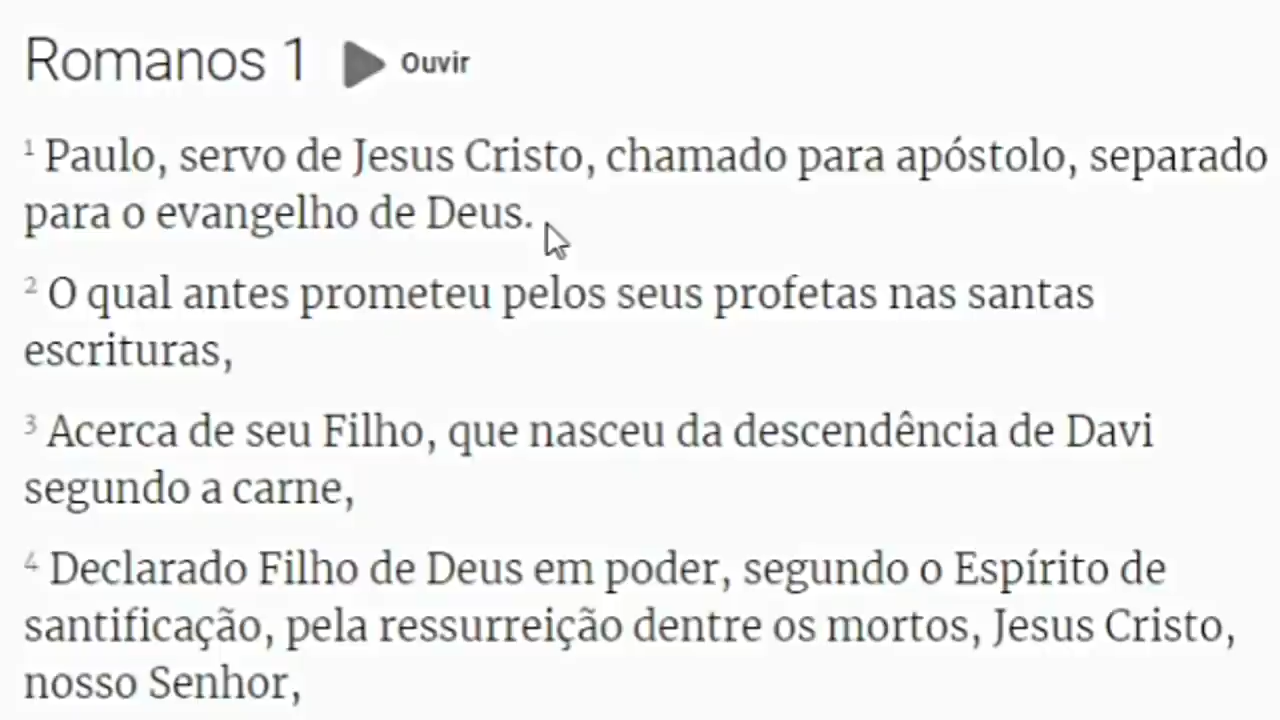 Romanos 1 Ouvir
1 Paulo, servo de Jesus Cristo, chamado para apóstolo, separado
para o evangelho de Deus.
2 O qual antes prometeu pelos seus profetas nas santas
escrituras,
3 Acerca de seu Filho, que nasceu da descendência de Davi
segundo a carne,
4 Declarado Filho de Deus em poder, segundo o Espírito de
santificação, pela ressurreição dentre os mortos, Jesus Cristo,
nosso Senhor,